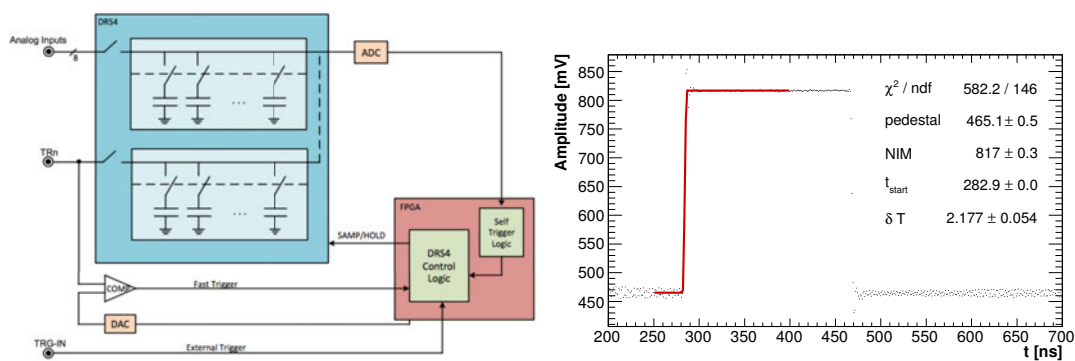 DRS4
Analog Inputs
8
ADC
...
TRn
...
FPGA
Self
Trigger
Logic
SAMP/HOLD
DRS4
Control
Logic
COMP
Fast Trigger
DAC
TRG-IN
External Trigger
Amplitude [mV]
850
800
750
700
650
600
550
500
450
χ² / ndf 582.2 / 146
pedestal 465.1 ± 0.5
NIM 817 ± 0.3
t_start 282.9 ± 0.0
δ T 2.177 ± 0.054
200 250 300 350 400 450 500 550 600 650 700
t [ns]